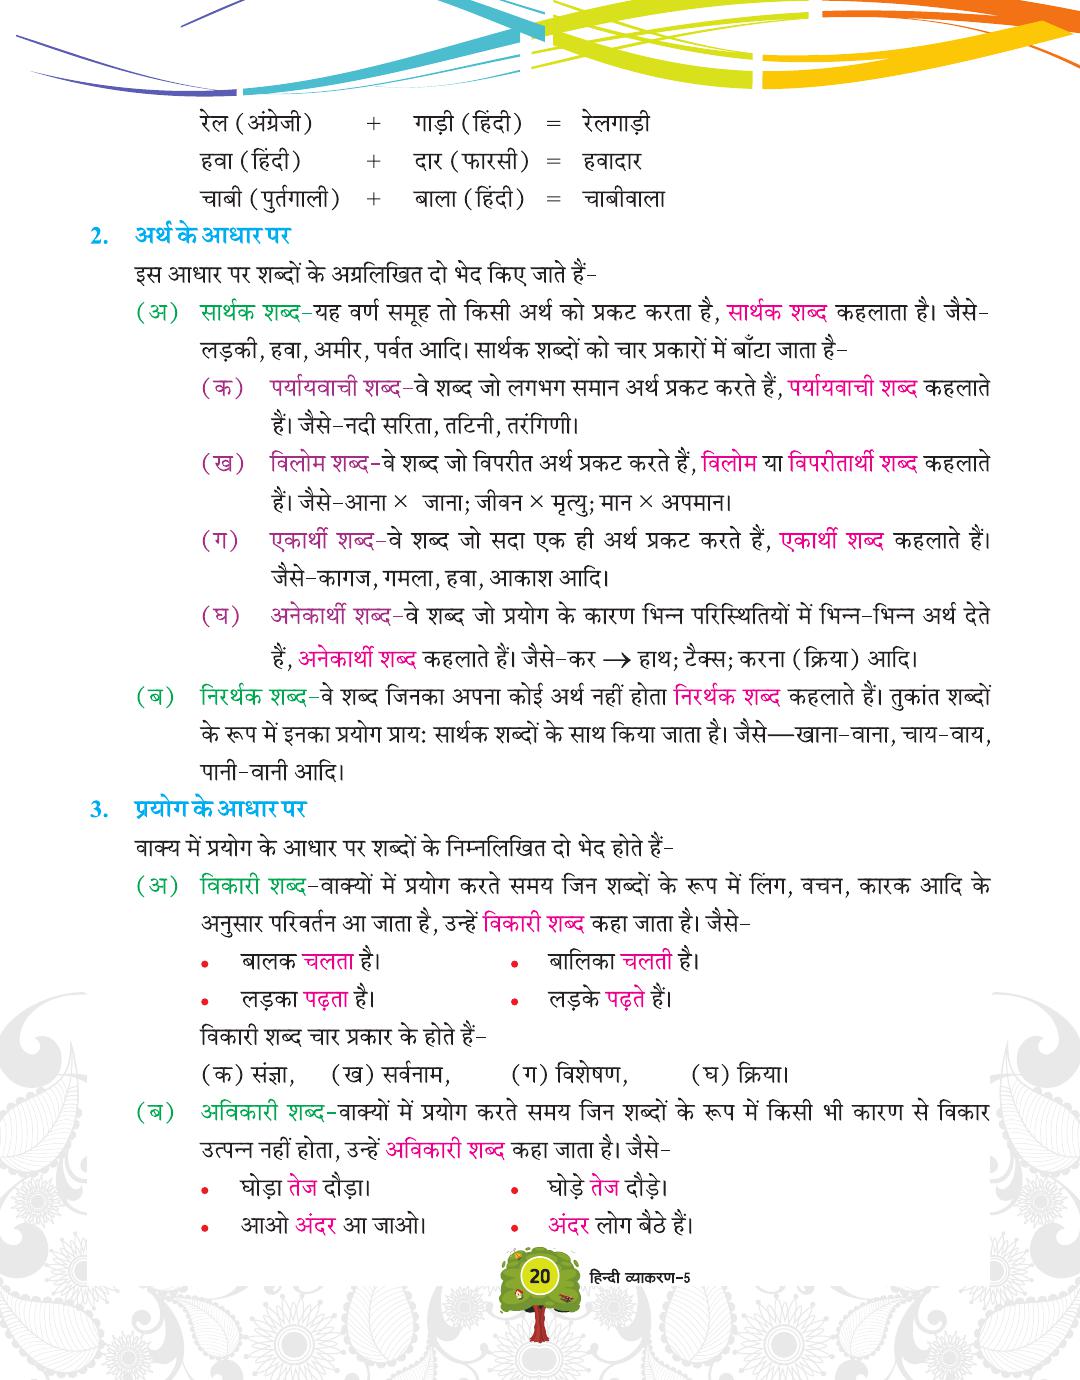 रेल (अंग्रेजी) + गाड़ी (हिंदी) = रेलगाड़ी
हवा (हिंदी) + दार (फारसी) = हवादार
चाबी (पुर्तगाली) + बाला (हिंदी) = चाबीवाला
2. अर्थ के आधार पर
इस आधार पर शब्दों के अग्रलिखित दो भेद किए जाते हैं-
(अ) सार्थक शब्द-यह वर्ण समूह तो किसी अर्थ को प्रकट करता है, सार्थक शब्द कहलाता है। जैसे-
लड़की, हवा, अमीर, पर्वत आदि। सार्थक शब्दों को चार प्रकारों में बाँटा जाता है-
(क) पर्यायवाची शब्द-वे शब्द जो लगभग समान अर्थ प्रकट करते हैं, पर्यायवाची शब्द कहलाते
हैं। जैसे-नदी सरिता, तटिनी, तरंगिणी।
(ख) विलोम शब्द-वे शब्द जो विपरीत अर्थ प्रकट करते हैं, विलोम या विपरीतार्थी शब्द कहलाते
हैं। जैसे-आना × जाना; जीवन × मृत्यु; मान × अपमान।
(ग) एकार्थी शब्द-वे शब्द जो सदा एक ही अर्थ प्रकट करते हैं, एकार्थी शब्द कहलाते हैं।
जैसे-कागज, गमला, हवा, आकाश आदि।
(घ) अनेकार्थी शब्द-वे शब्द जो प्रयोग के कारण भिन्न परिस्थितियों में भिन्न-भिन्न अर्थ देते
हैं, अनेकार्थी शब्द कहलाते हैं। जैसे-कर → हाथ; टैक्स; करना (क्रिया) आदि।
(ब) निरर्थक शब्द-वे शब्द जिनका अपना कोई अर्थ नहीं होता निरर्थक शब्द कहलाते हैं। तुकांत शब्दों
के रूप में इनका प्रयोग प्राय: सार्थक शब्दों के साथ किया जाता है। जैसे—खाना-वाना, चाय-वाय,
पानी-वानी आदि।
3. प्रयोग के आधार पर
वाक्य में प्रयोग के आधार पर शब्दों के निम्नलिखित दो भेद होते हैं-
(अ) विकारी शब्द-वाक्यों में प्रयोग करते समय जिन शब्दों के रूप में लिंग, वचन, कारक आदि के
अनुसार परिवर्तन आ जाता है, उन्हें विकारी शब्द कहा जाता है। जैसे-
• बालक चलता है। • बालिका चलती है।
• लड़का पढ़ता है। • लड़के पढ़ते हैं।
विकारी शब्द चार प्रकार के होते हैं-
(क) संज्ञा, (ख) सर्वनाम, (ग) विशेषण, (घ) क्रिया।
(ब) अविकारी शब्द-वाक्यों में प्रयोग करते समय जिन शब्दों के रूप में किसी भी कारण से विकार
उत्पन्न नहीं होता, उन्हें अविकारी शब्द कहा जाता है। जैसे-
• घोड़ा तेज दौड़ा। • घोड़े तेज दौड़े।
• आओ अंदर आ जाओ। • अंदर लोग बैठे हैं।
20 हिन्दी व्याकरण-5